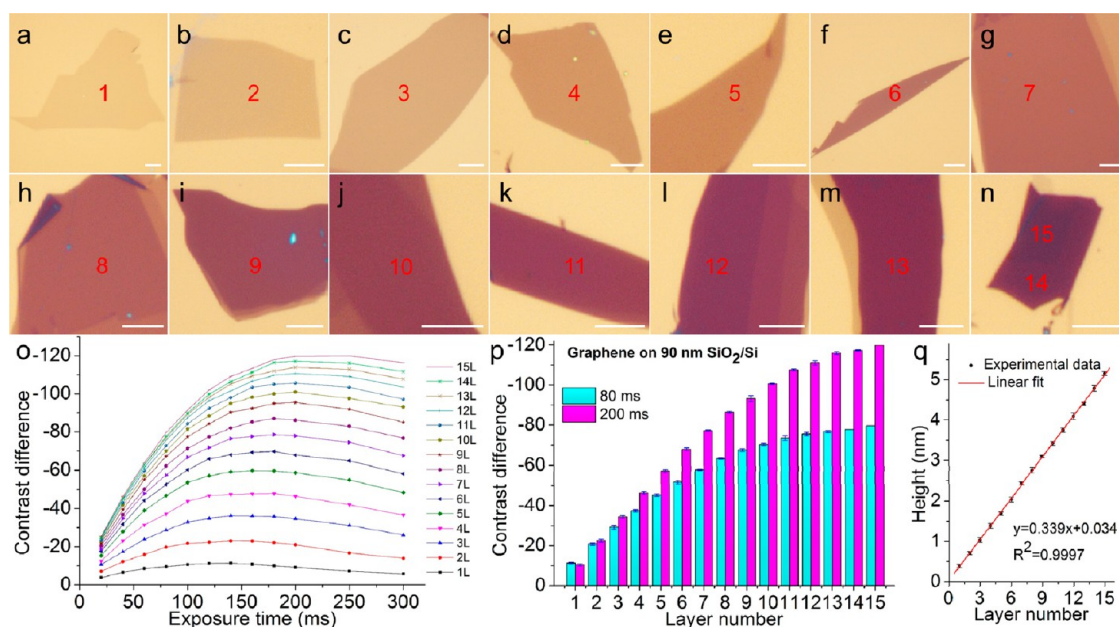 a b c d e f g
1 2 3 4 5 6 7
h i j k l m n
8 9 10 11 12 13 15
14
o
Contrast difference
-120
-100
-80
-60
-40
-20
0
15L
14L
13L
12L
11L
10L
9L
8L
7L
6L
5L
4L
3L
2L
1L
0 50 100 150 200 250 300
Exposure time (ms)
p
Graphene on 90 nm SiO2/Si
80 ms
200 ms
Contrast difference
-120
-100
-80
-60
-40
-20
0
1 2 3 4 5 6 7 8 9 10 11 12 13 14 15
Layer number
q
Experimental data
Linear fit
Height (nm)
5
4
3
2
1
0
y=0.339x+0.034
R2=0.9997
0 3 6 9 12 15
Layer number